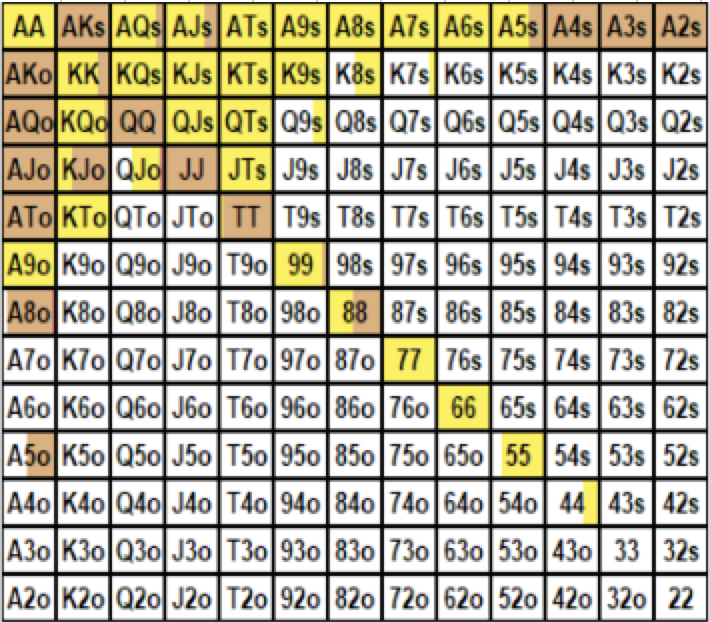 AA AKs AQs AJs ATs A9s A8s A7s A6s A5s A4s A3s A2s
AKo KK KQs KJs KTs K9s K8s K7s K6s K5s K4s K3s K2s
AQo KQo QQ QJs QTs Q9s Q8s Q7s Q6s Q5s Q4s Q3s Q2s
AJo KJo QJo JJ JTs J9s J8s J7s J6s J5s J4s J3s J2s
ATo KTo QTo JTo TT T9s T8s T7s T6s T5s T4s T3s T2s
A9o K9o Q9o J9o T9o 99 98s 97s 96s 95s 94s 93s 92s
A8o K8o Q8o J8o T8o 98o 88 87s 86s 85s 84s 83s 82s
A7o K7o Q7o J7o T7o 97o 87o 77 76s 75s 74s 73s 72s
A6o K6o Q6o J6o T6o 96o 86o 76o 66 65s 64s 63s 62s
A5o K5o Q5o J5o T5o 95o 85o 75o 65o 55 54s 53s 52s
A4o K4o Q4o J4o T4o 94o 84o 74o 64o 54o 44 43s 42s
A3o K3o Q3o J3o T3o 93o 83o 73o 63o 53o 43o 33 32s
A2o K2o Q2o J2o T2o 92o 82o 72o 62o 52o 42o 32o 22